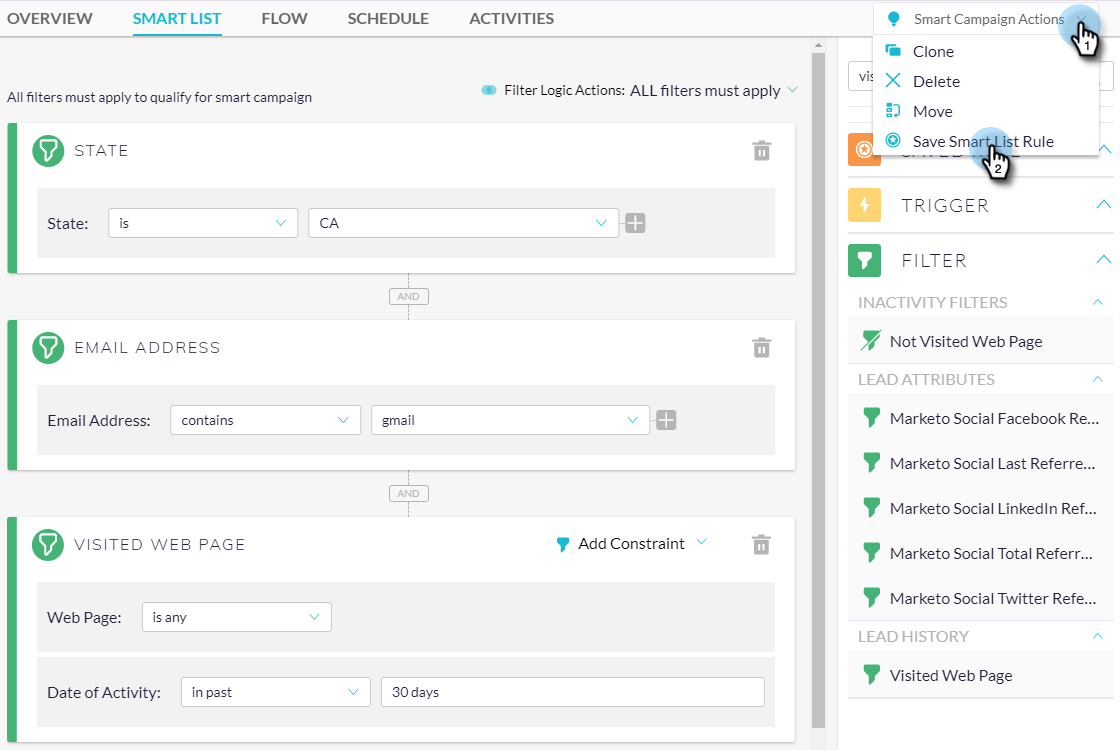 OVERVIEW SMART LIST FLOW SCHEDULE ACTIVITIES
Smart Campaign Actions
1
Clone
Delete
Move
Save Smart List Rule
2
vis
All filters must apply to qualify for smart campaign
Filter Logic Actions: ALL filters must apply
STATE
State: is CA
AND
EMAIL ADDRESS
Email Address: contains gmail
AND
VISITED WEB PAGE Add Constraint
Web Page: is any
Date of Activity: in past 30 days
TRIGGER
FILTER
INACTIVITY FILTERS
Not Visited Web Page
LEAD ATTRIBUTES
Marketo Social Facebook Re...
Marketo Social Last Referre...
Marketo Social LinkedIn Ref...
Marketo Social Total Referr...
Marketo Social Twitter Refe...
LEAD HISTORY
Visited Web Page